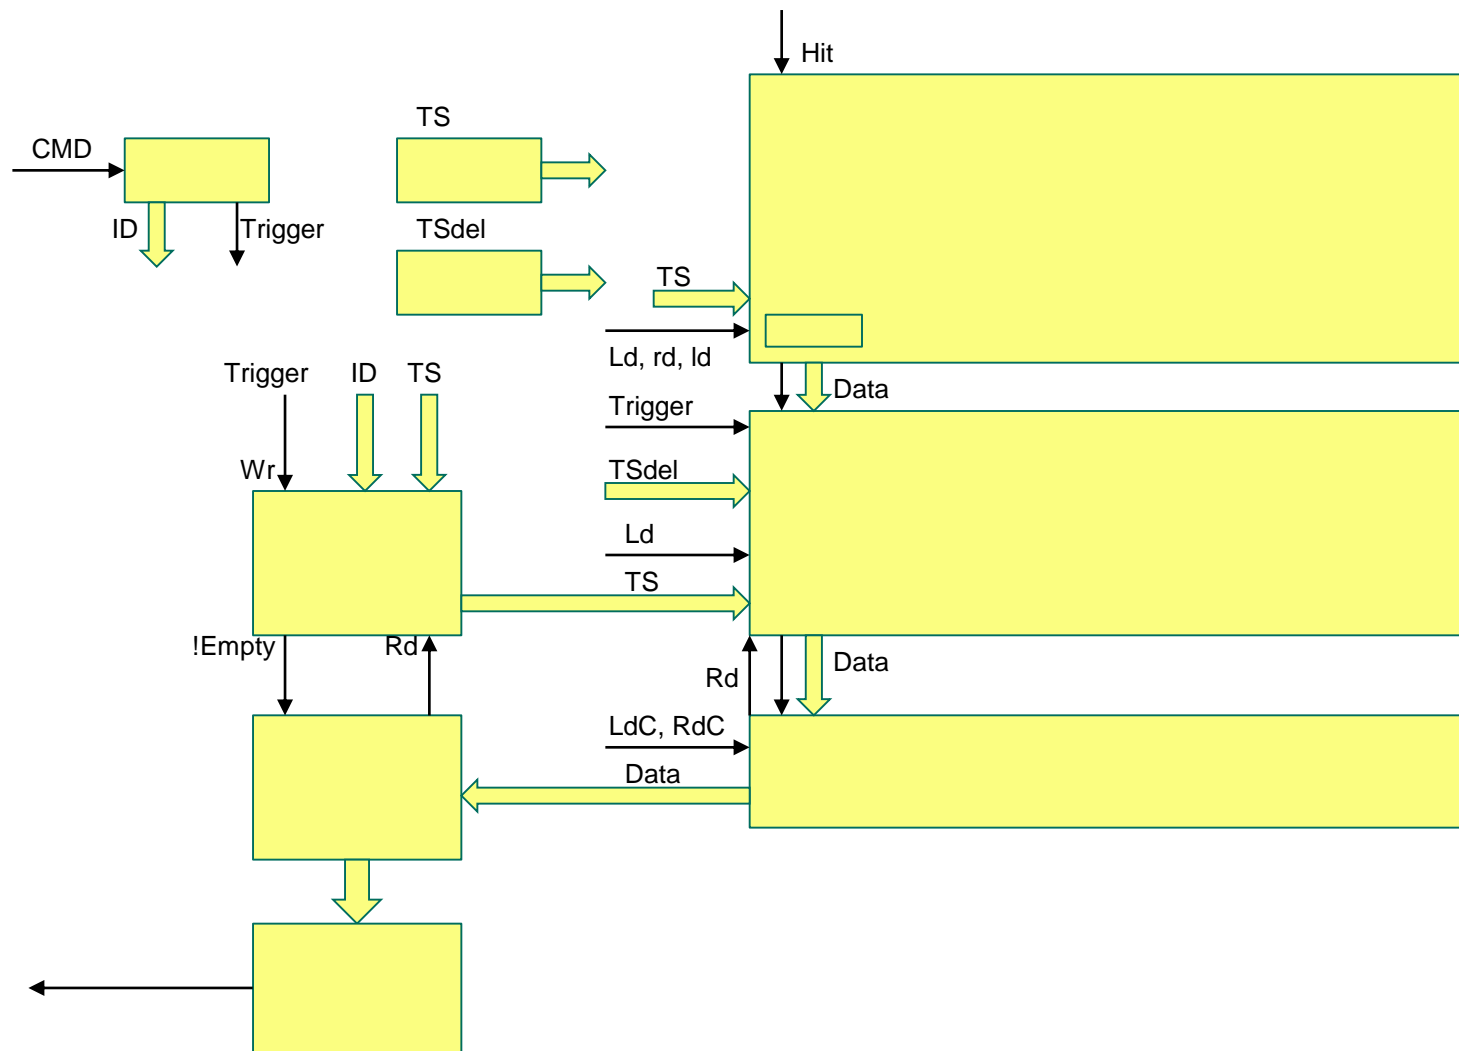 Hit
TS
CMD
ID
Trigger
TSdel
TS
Ld, rd, ld
Trigger
ID
TS
Data
Trigger
Wr
TSdel
Ld
TS
!Empty
Rd
Rd
Data
LdC, RdC
Data